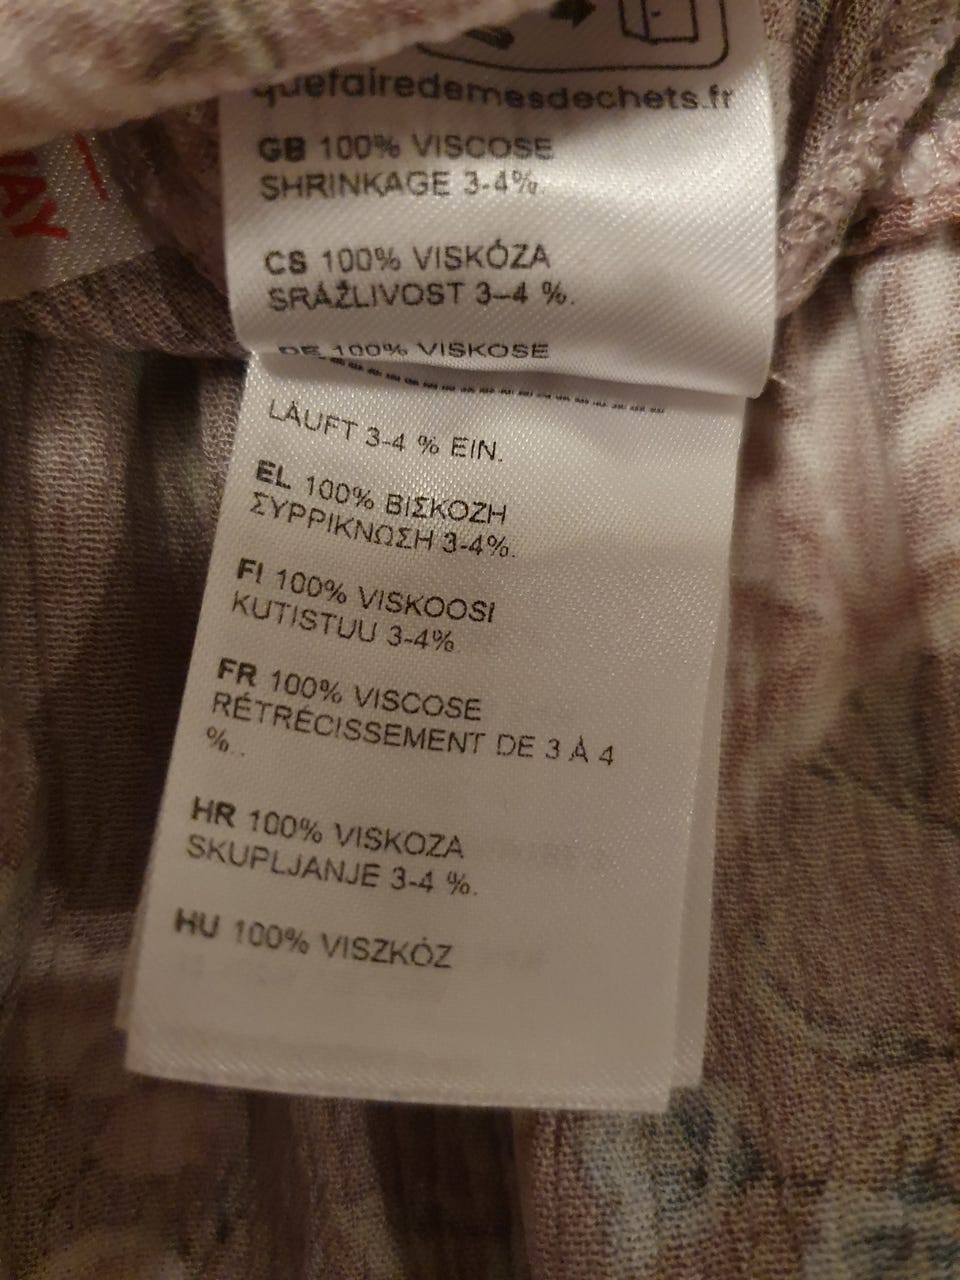 quefairedemesdechets.fr
GB 100% VISCOSE
SHRINKAGE 3-4%.
CS 100% VISKÓZA
SRÁŽLIVOST 3–4 %.
DE 100% VISKOSE
LÄUFT 3-4 % EIN.
EL 100% ΒΙΣΚΟΖΗ
ΣΥΡΡΙΚΝΩΣΗ 3-4%.
FI 100% VISKOOSI
KUTISTUU 3-4%
FR 100% VISCOSE
RÉTRÉCISSEMENT DE 3 À 4
%..
HR 100% VISKOZA
SKUPLJANJE 3-4 %.
HU 100% VISZKÓZ